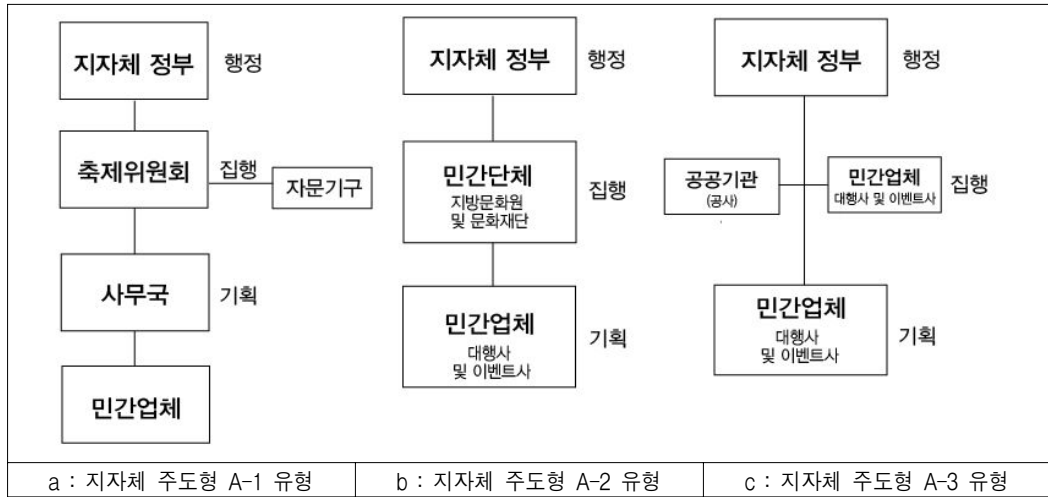 지자체 정부 행정
축제위원회 집행
자문기구
사무국 기획
민간업체
지자체 정부 행정
민간단체
지방문화원
및 문화재단
집행
민간업체
대행사
및 이벤트사
기획
지자체 정부 행정
공공기관
(공사)
민간업체
대행사 및 이벤트사
집행
민간업체
대행사
및 이벤트사
기획
a : 지자체 주도형 A-1 유형
b : 지자체 주도형 A-2 유형
c : 지자체 주도형 A-3 유형